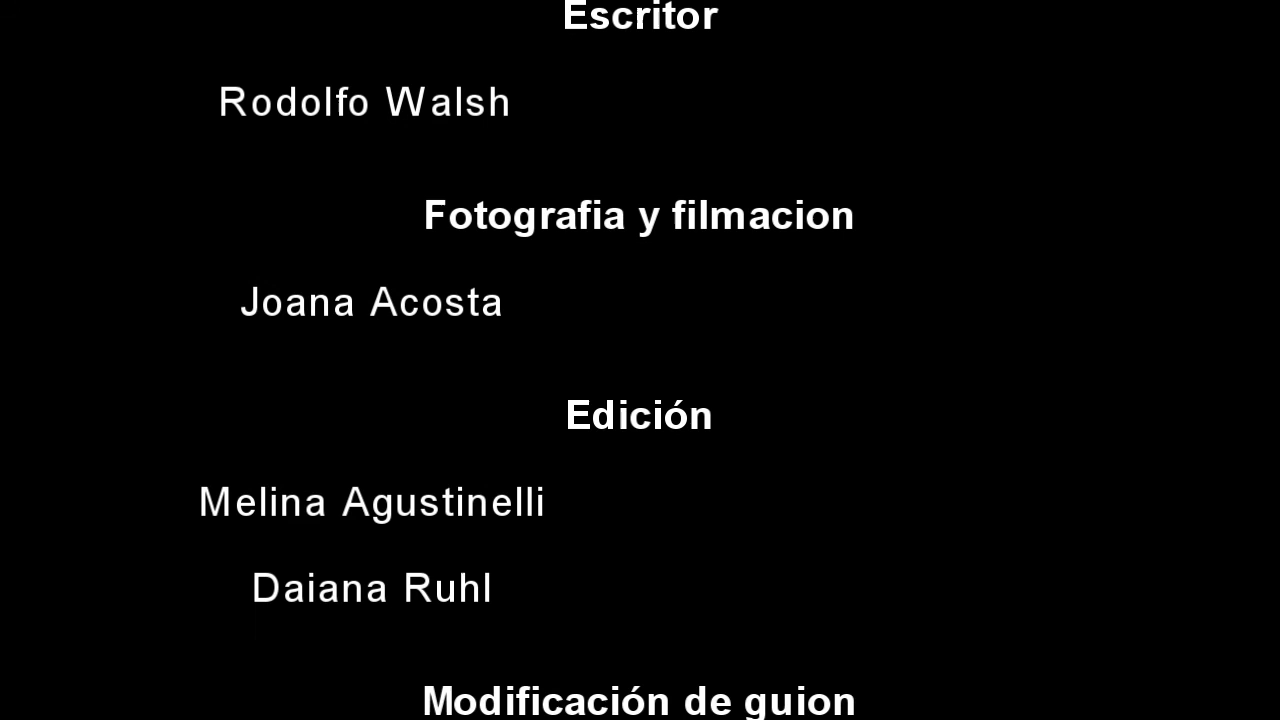 Escritor
Rodolfo Walsh
Fotografia y filmacion
Joana Acosta
Edición
Melina Agustinelli
Daiana Ruhl
Modificación de guion